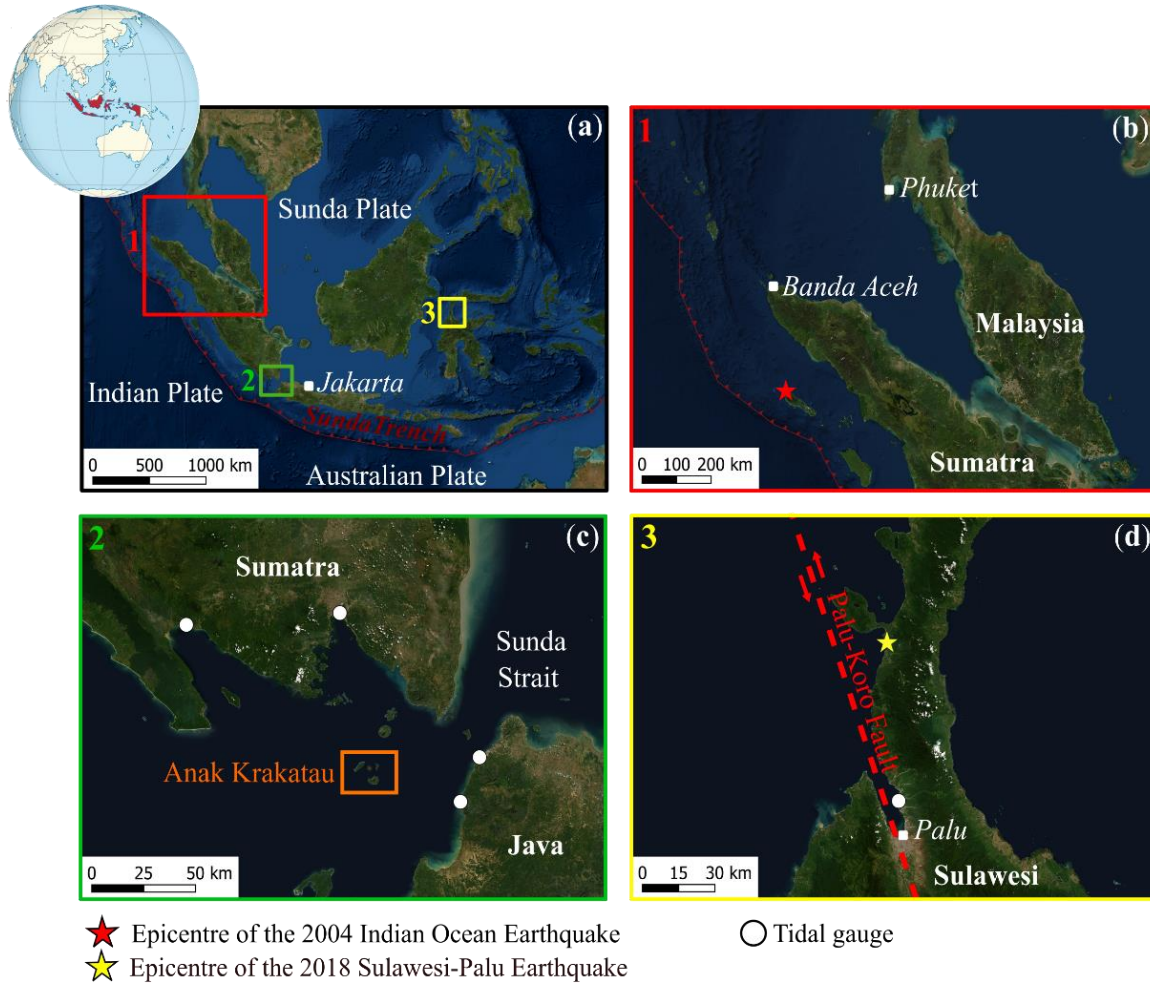 (a)
Sunda Plate
1
3
2
Jakarta
Indian Plate
SundaTrench
0 500 1000 km
Australian Plate
1
(b)
Phuket
Banda Aceh
Malaysia
Sumatra
0 100 200 km
2
(c)
Sumatra
Sunda
Strait
Anak Krakatau
Java
0 25 50 km
3
(d)
Palu-Koro Fault
Palu
Sulawesi
0 15 30 km
Epicentre of the 2004 Indian Ocean Earthquake
Tidal gauge
Epicentre of the 2018 Sulawesi-Palu Earthquake